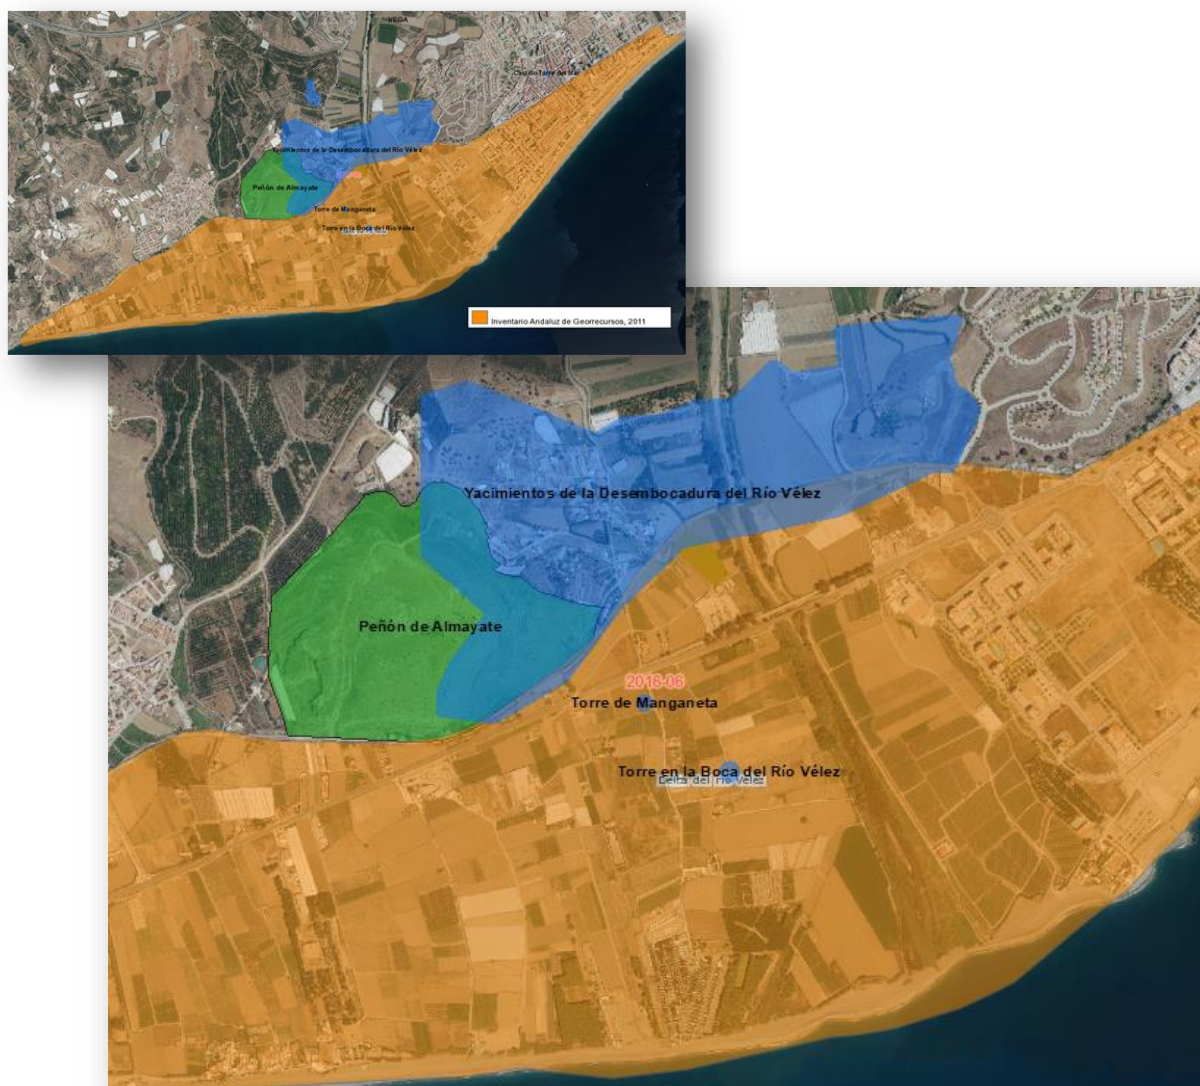 VEGA
Yacimientos de la Desembocadura del Río Vélez
Peñón de Almayate
Torre de Manganeta
Torre en la Boca del Río Vélez
Inventario Andaluz de Georrecursos, 2011
Yacimientos de la Desembocadura del Río Vélez
Peñón de Almayate
2016-06
Torre de Manganeta
Torre en la Boca del Río Vélez
Delta del río Vélez